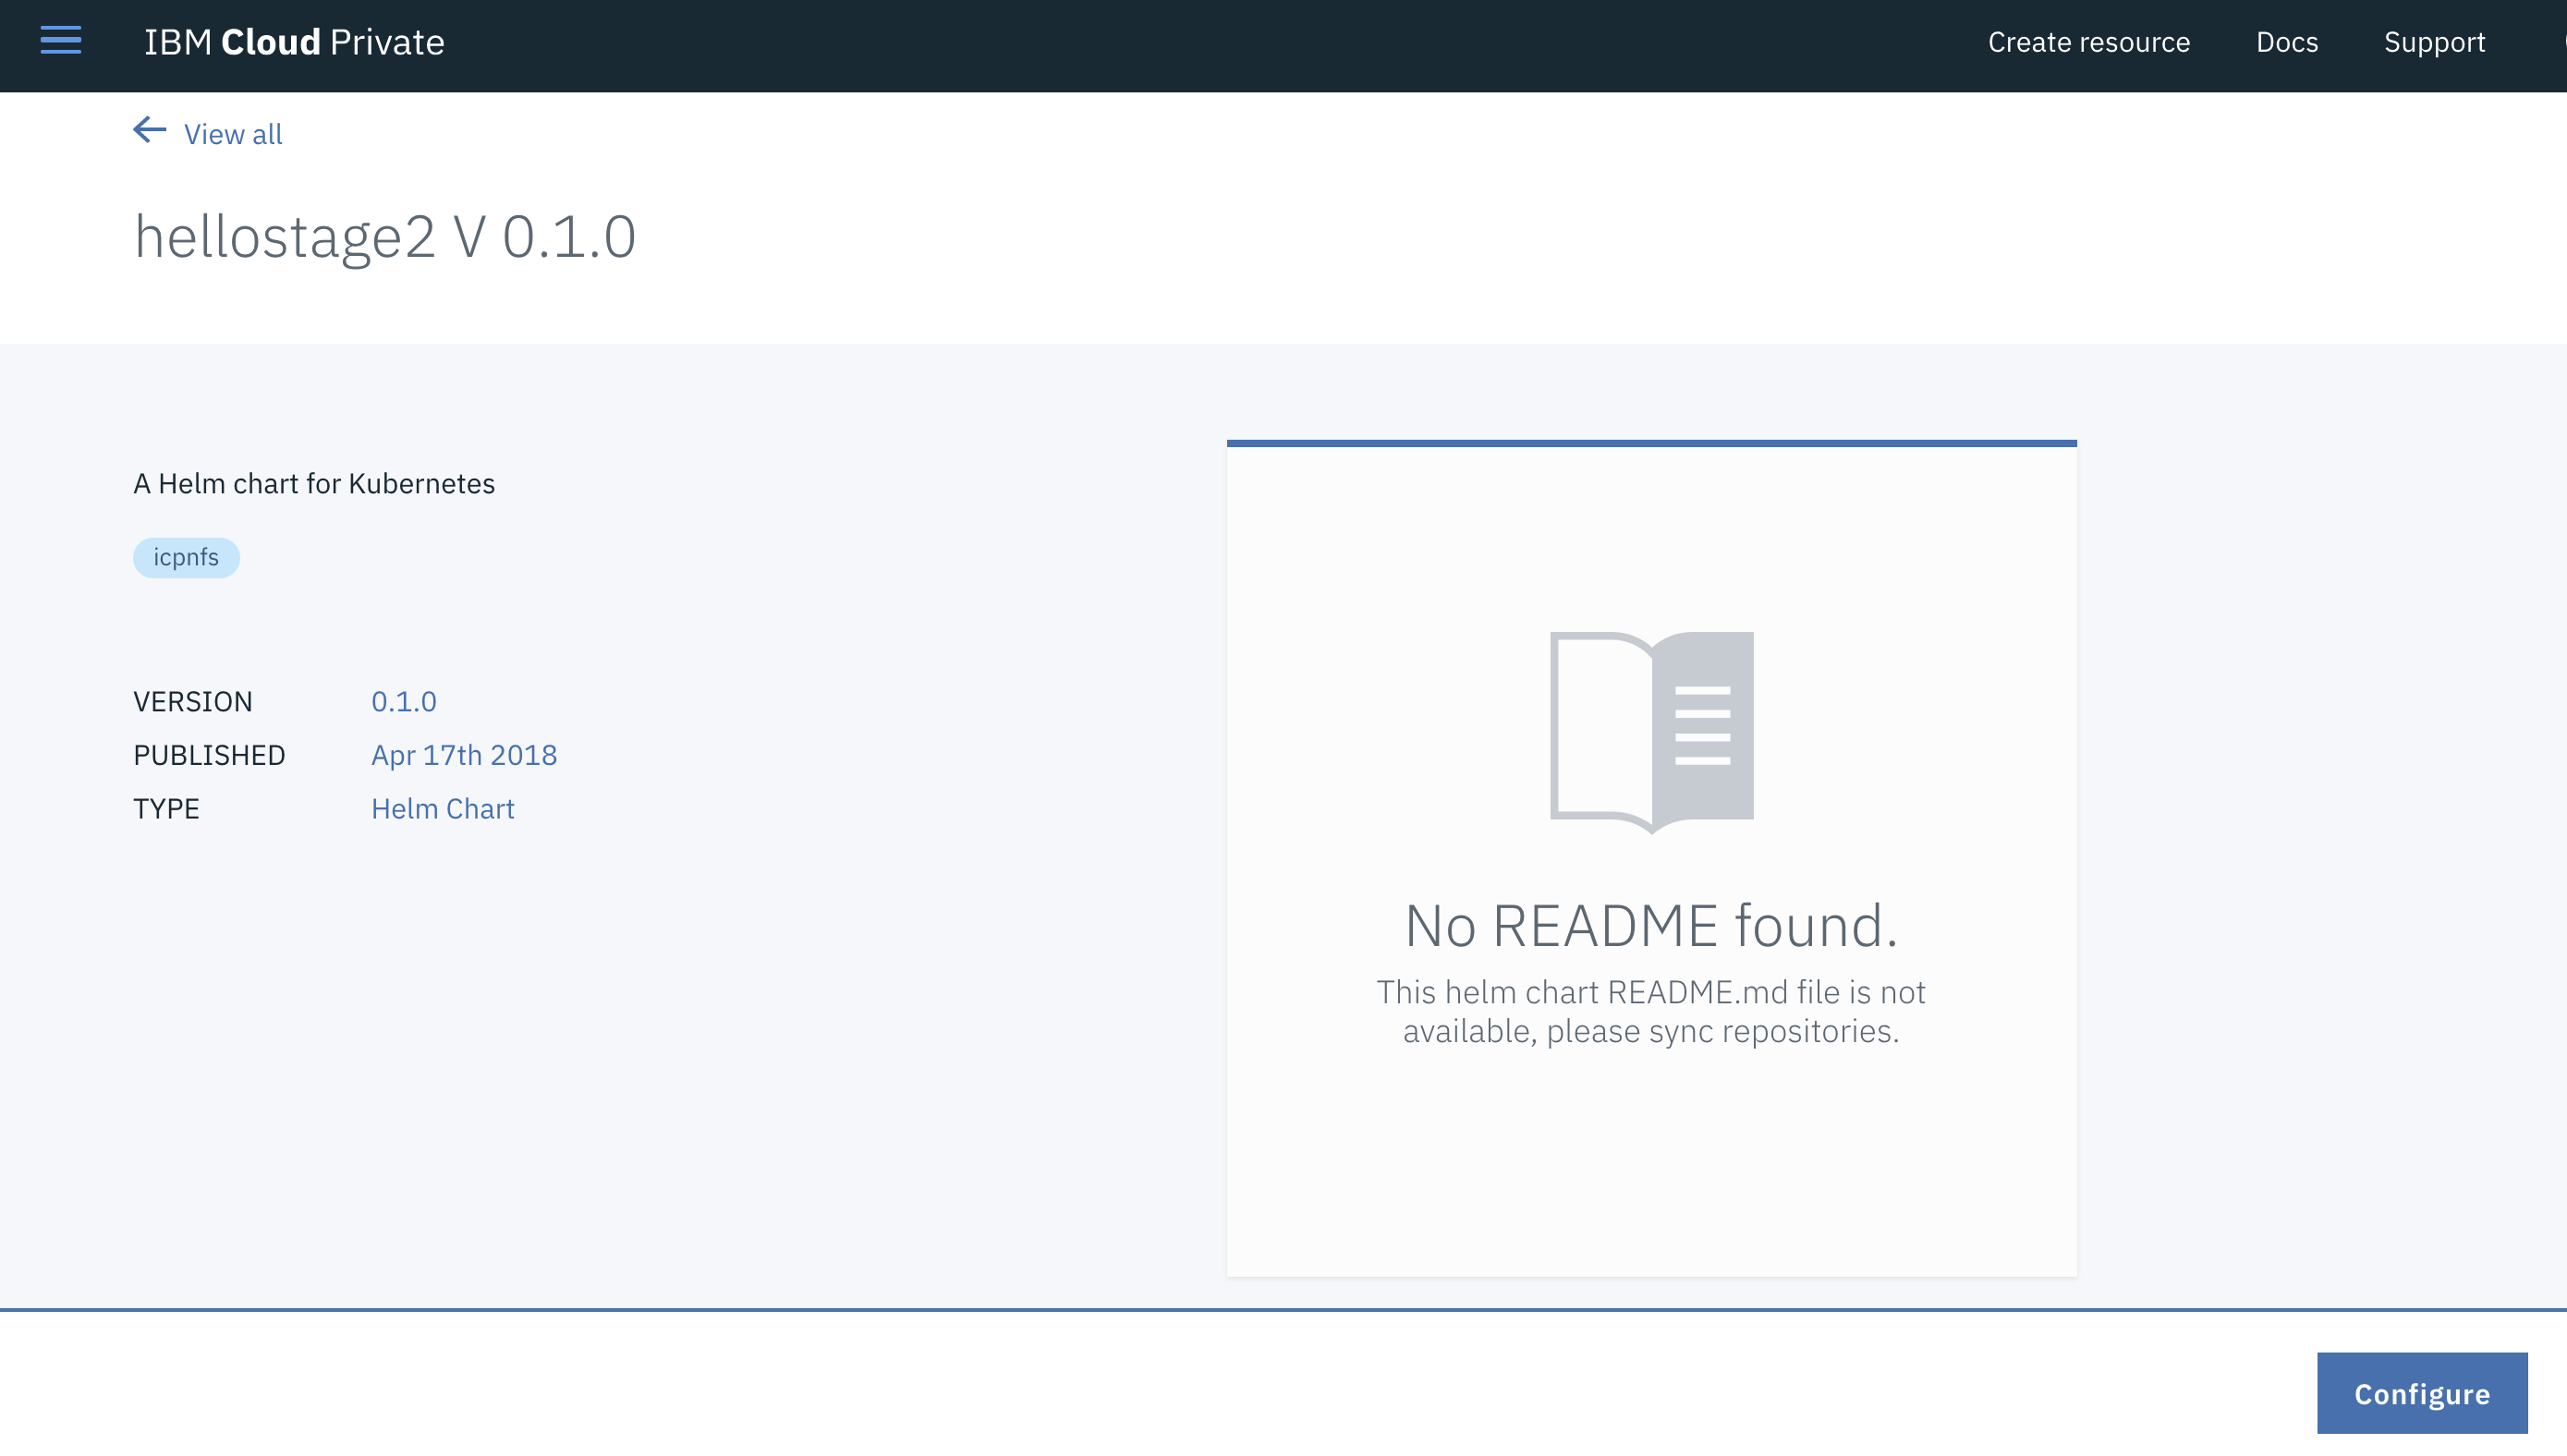 IBM Cloud Private
Create resource Docs Support
View all
hellostage2 V 0.1.0
A Helm chart for Kubernetes
icpnfs
VERSION 0.1.0
PUBLISHED Apr 17th 2018
TYPE Helm Chart
No README found.
This helm chart README.md file is not
available, please sync repositories.
Configure